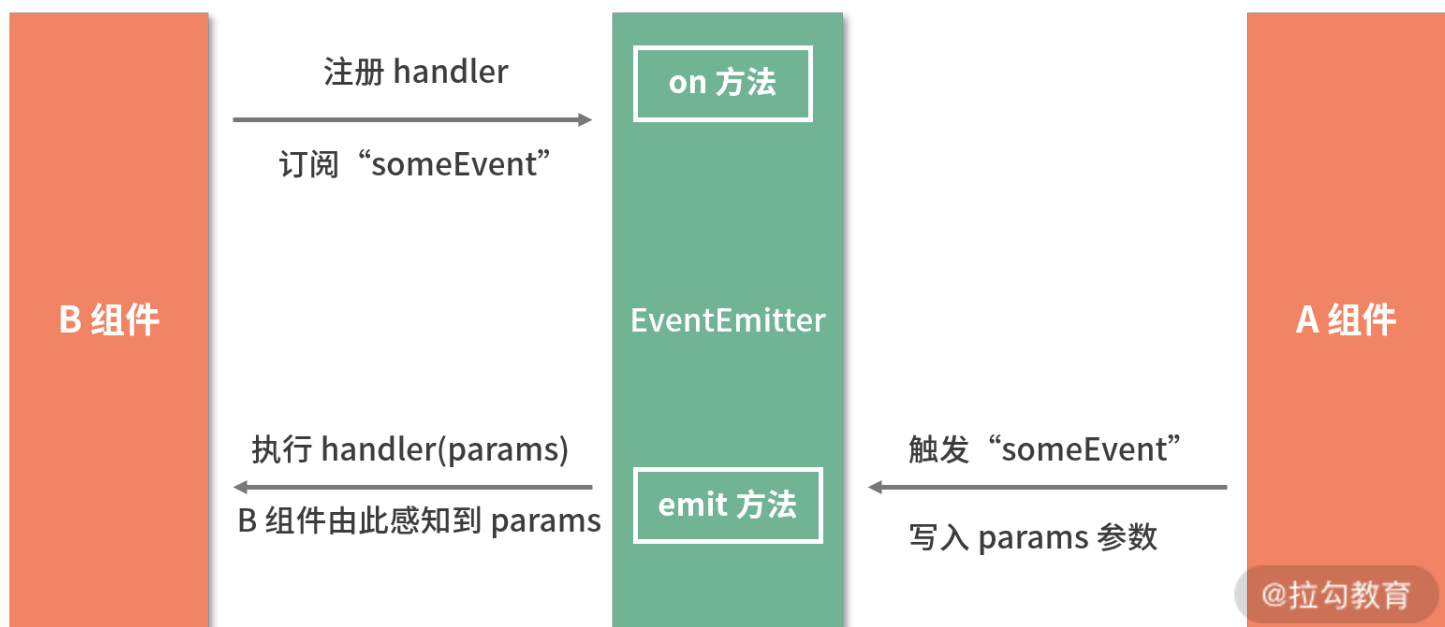 注册 handler
on 方法
订阅“someEvent”
B 组件
EventEmitter
A 组件
执行 handler(params)
触发“someEvent”
emit 方法
B 组件由此感知到 params
写入 params 参数
@拉勾教育